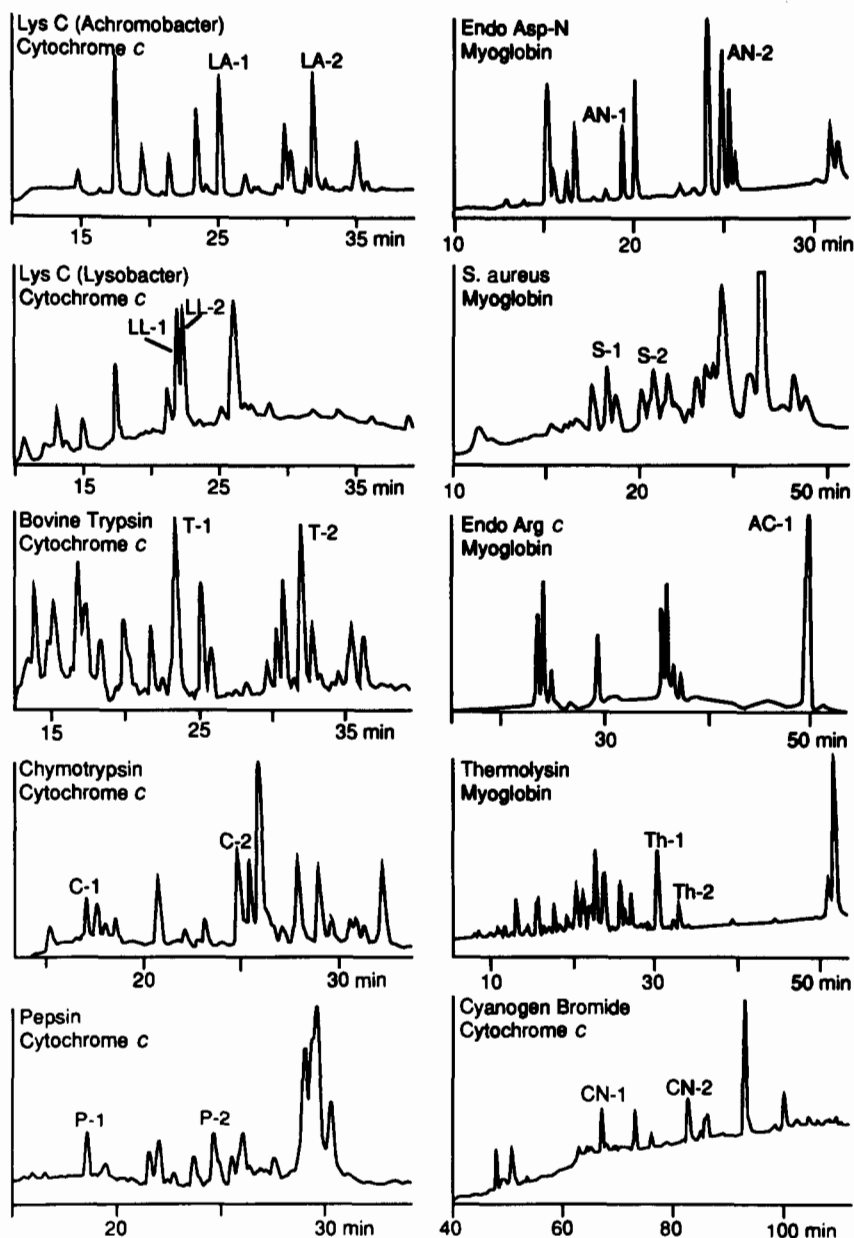 Lys C (Achromobacter)
Cytochrome c
LA-1
LA-2
15
25
35 min
Endo Asp-N
Myoglobin
AN-1
AN-2
10
20
30 min
Lys C (Lysobacter)
Cytochrome c
LL-1
LL-2
15
25
35 min
S. aureus
Myoglobin
S-1
S-2
10
20
50 min
Bovine Trypsin
Cytochrome c
T-1
T-2
15
25
35 min
Endo Arg c
Myoglobin
AC-1
30
50 min
Chymotrypsin
Cytochrome c
C-1
C-2
20
30 min
Thermolysin
Myoglobin
Th-1
Th-2
10
30
50 min
Pepsin
Cytochrome c
P-1
P-2
20
30 min
Cyanogen Bromide
Cytochrome c
CN-1
CN-2
40
60
80
100 min